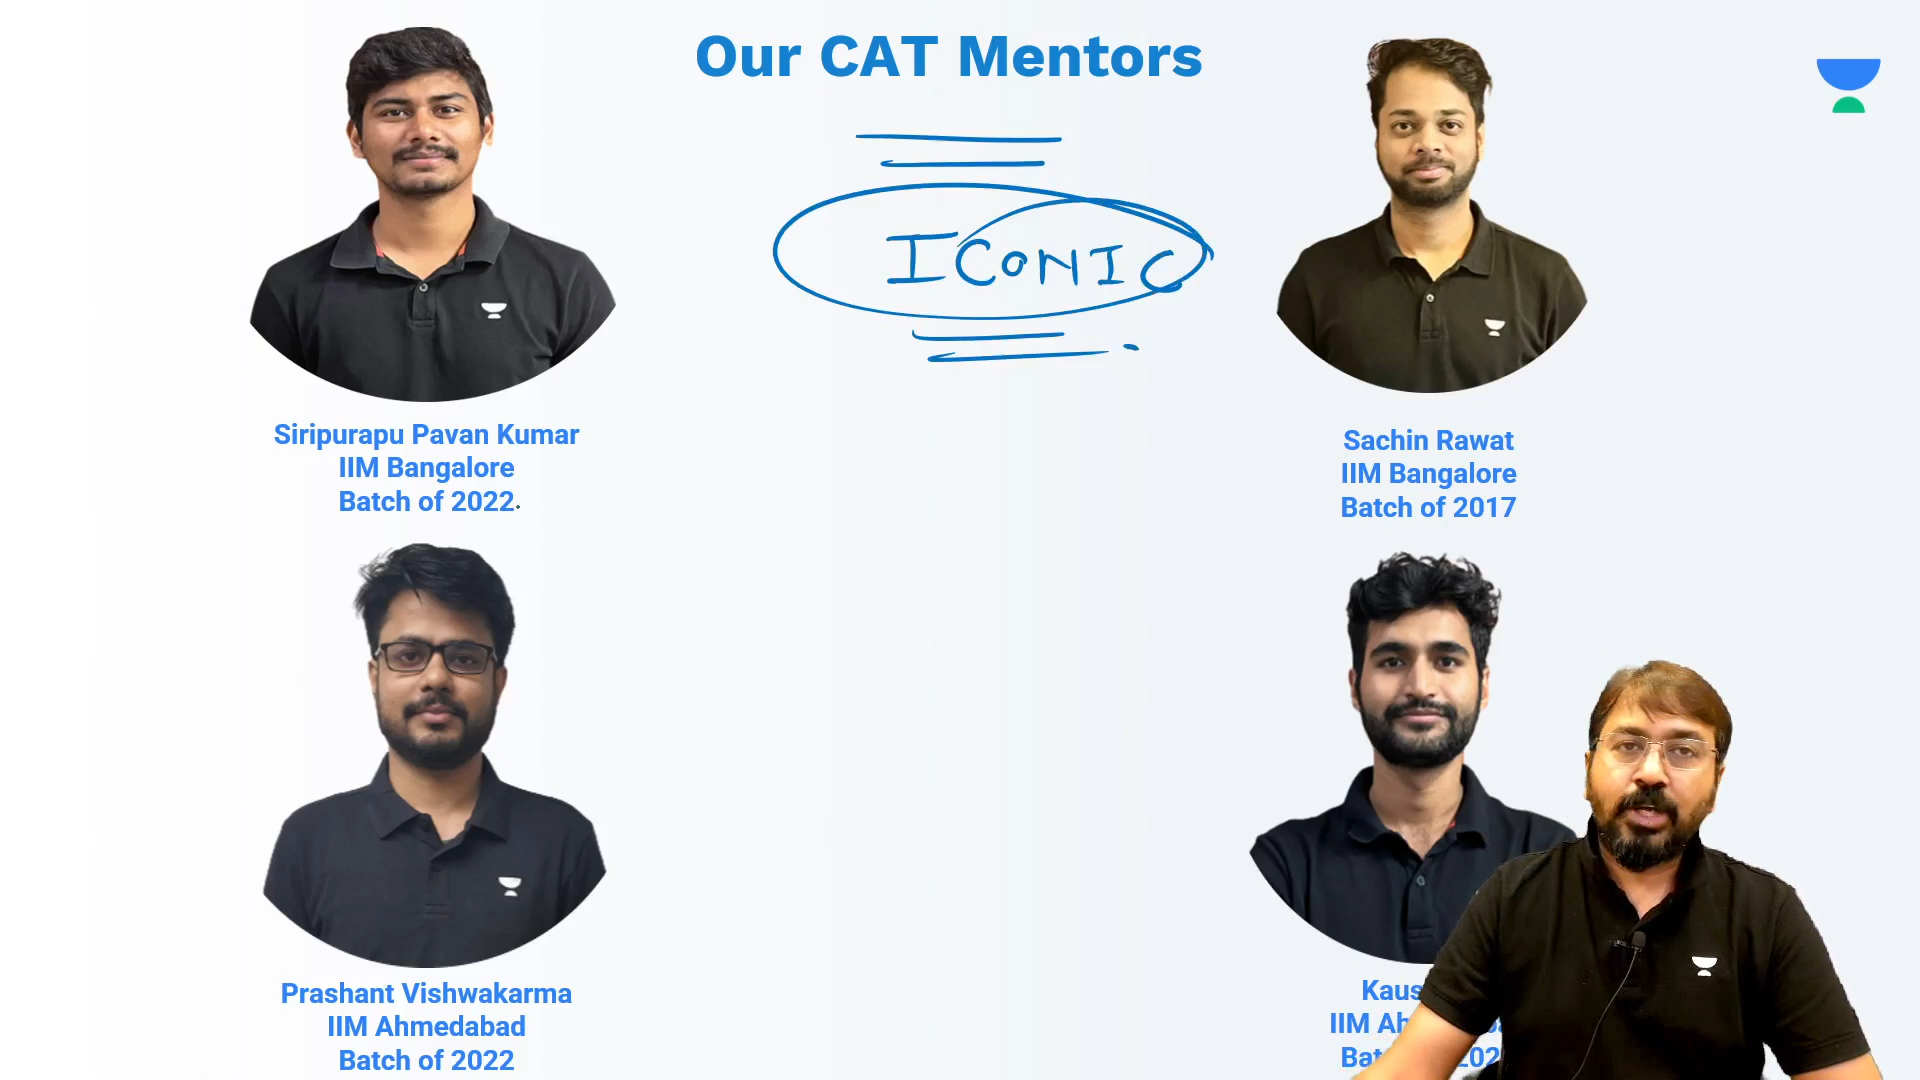 Our CAT Mentors
ICONIC
Siripurapu Pavan Kumar
IIM Bangalore
Batch of 2022
Sachin Rawat
IIM Bangalore
Batch of 2017
Prashant Vishwakarma
IIM Ahmedabad
Batch of 2022
IIM